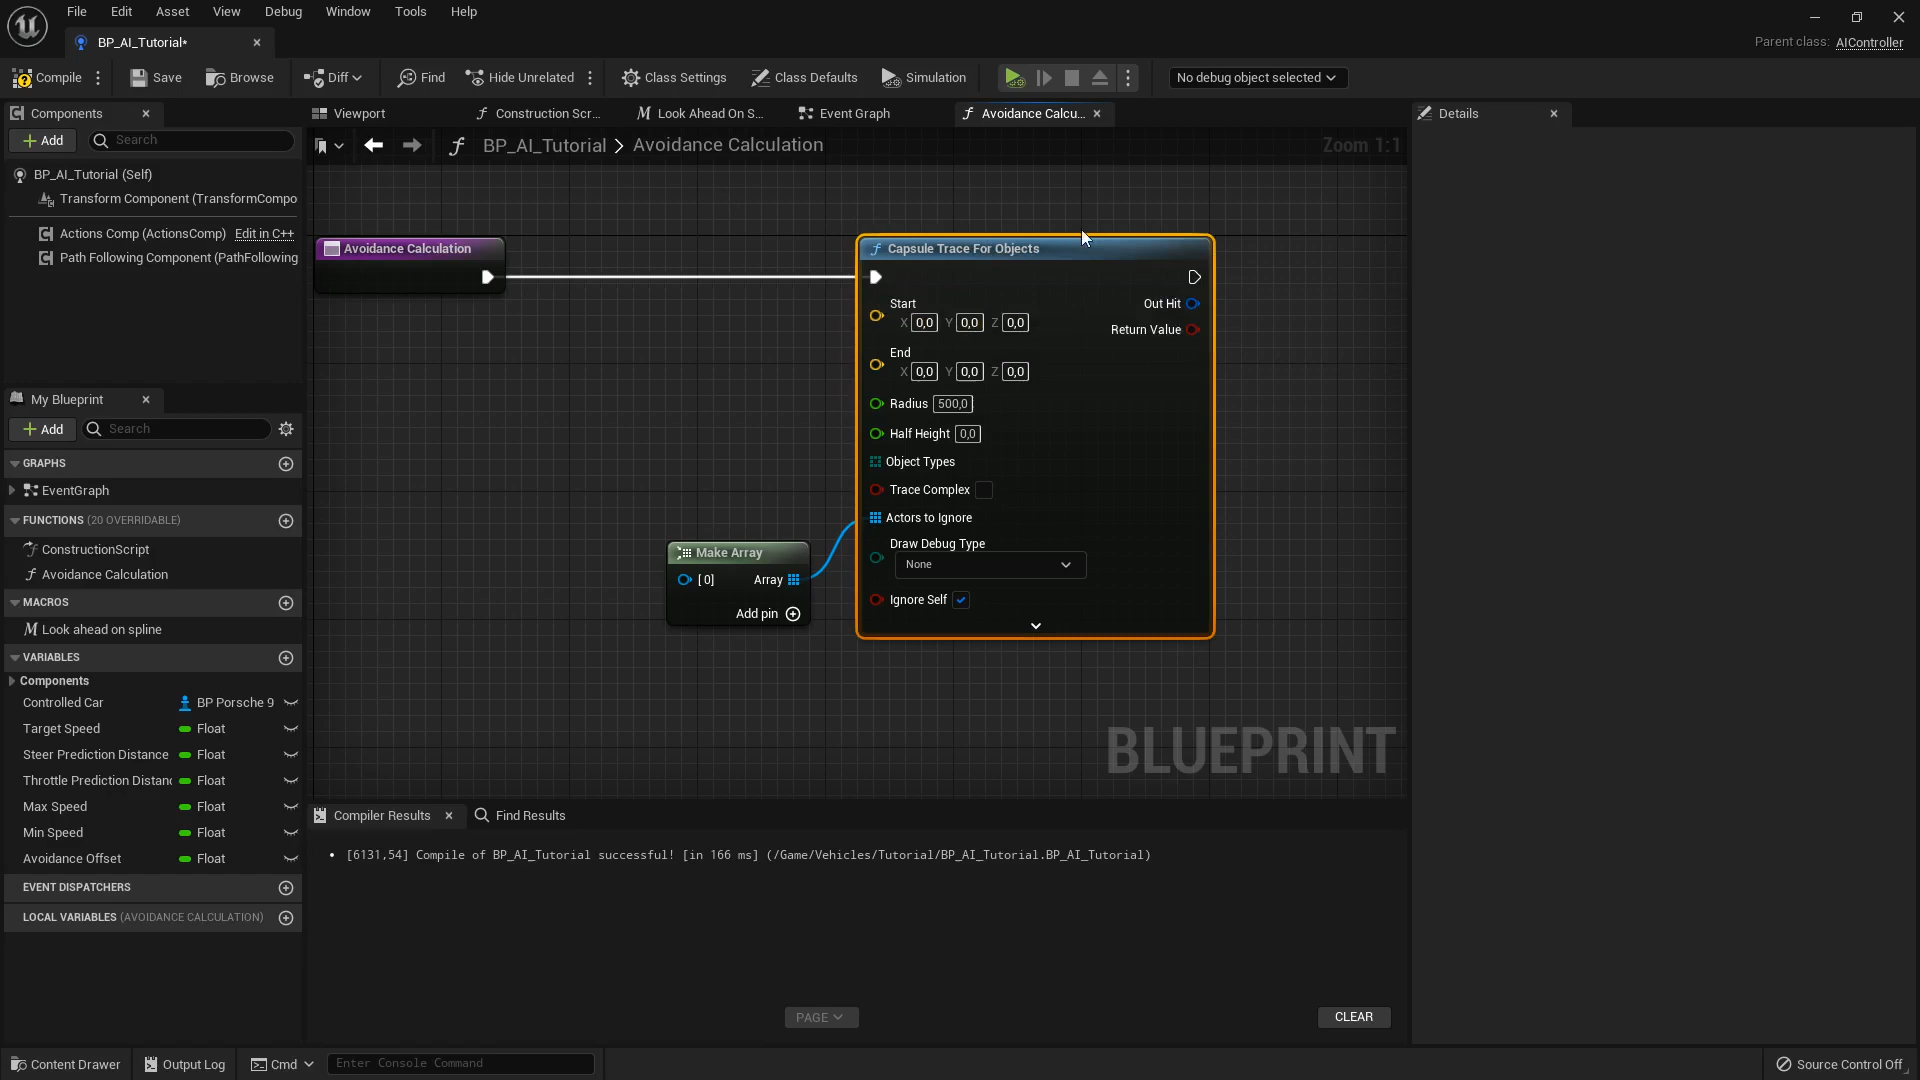 File Edit Asset View Debug Window Tools Help
BP_AI_Tutorial*
Parent class: AIController
Compile Save Browse Diff Find Hide Unrelated Class Settings Class Defaults Simulation No debug object selected
Components
Viewport Construction Scr... Look Ahead On S... Event Graph Avoidance Calcu...
Details
Add Search
BP_AI_Tutorial > Avoidance Calculation
Zoom 1:1
BP_AI_Tutorial (Self)
Transform Component (TransformCompo
Actions Comp (ActionsComp) Edit in C++
Path Following Component (PathFollowing
Avoidance Calculation
Capsule Trace For Objects
Start
X 0,0 Y 0,0 Z 0,0
Out Hit
Return Value
End
X 0,0 Y 0,0 Z 0,0
Radius 500,0
Half Height 0,0
Object Types
Trace Complex
Actors to Ignore
Draw Debug Type
None
Ignore Self
Make Array
[0] Array
Add pin
BLUEPRINT
My Blueprint
Add Search
GRAPHS
EventGraph
FUNCTIONS (20 OVERRIDABLE)
ConstructionScript
Avoidance Calculation
MACROS
Look ahead on spline
VARIABLES
Components
Controlled Car BP Porsche 9
Target Speed Float
Steer Prediction Distance Float
Throttle Prediction Distanc Float
Max Speed Float
Min Speed Float
Avoidance Offset Float
EVENT DISPATCHERS
LOCAL VARIABLES (AVOIDANCE CALCULATION)
Compiler Results Find Results
• [6131,54] Compile of BP_AI_Tutorial successful! [in 166 ms] (/Game/Vehicles/Tutorial/BP_AI_Tutorial.BP_AI_Tutorial)
PAGE CLEAR
Content Drawer Output Log Cmd Enter Console Command Source Control Off